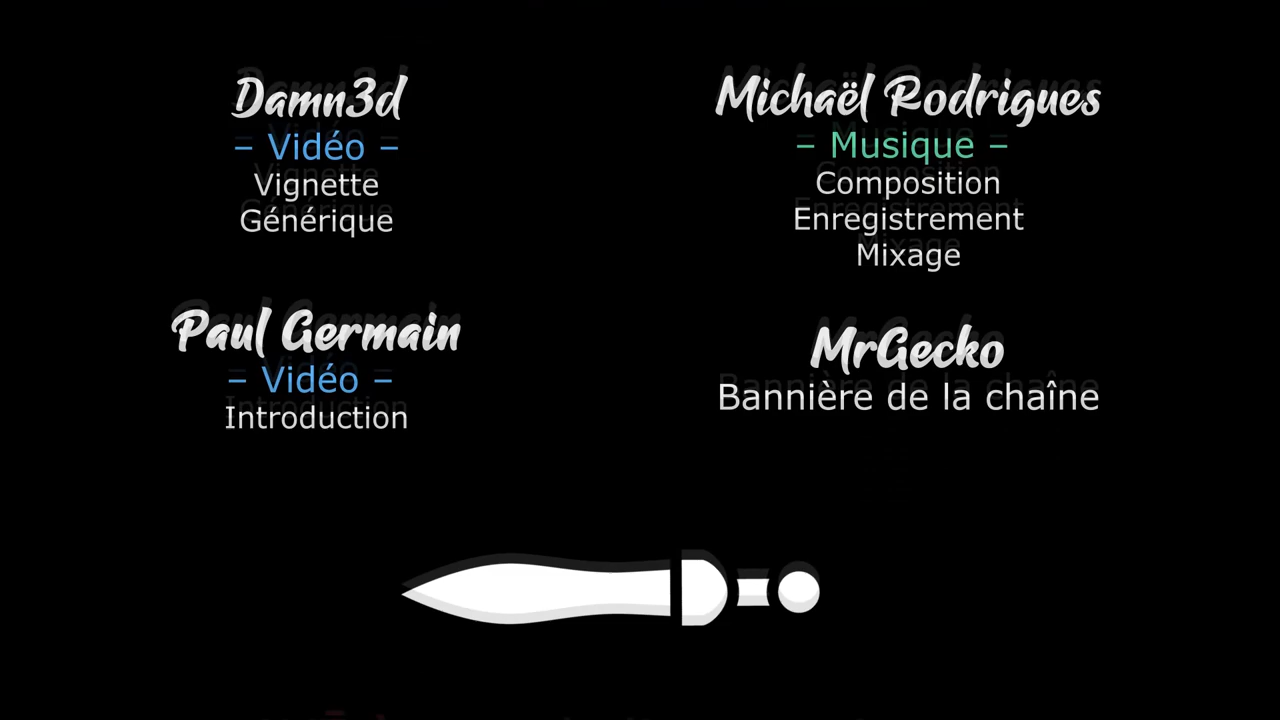 Damn3d
– Vidéo –
Vignette
Générique
Michaël Rodrigues
– Musique –
Composition
Enregistrement
Mixage
Paul Germain
– Vidéo –
Introduction
MrGecko
Bannière de la chaîne